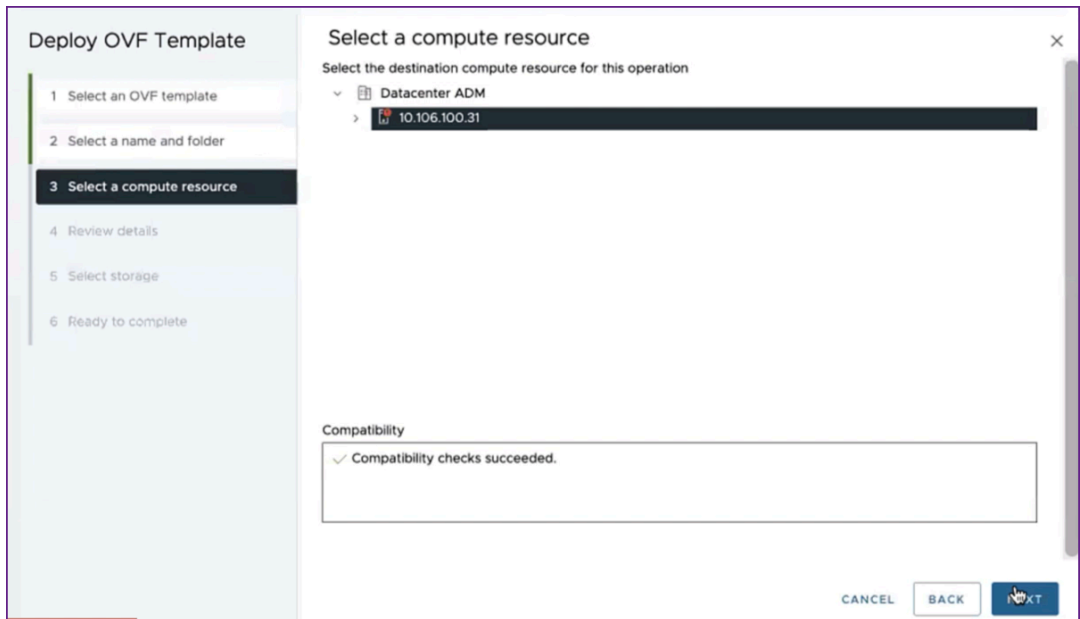 Deploy OVF Template
1 Select an OVF template
2 Select a name and folder
3 Select a compute resource
4 Review details
5 Select storage
6 Ready to complete
Select a compute resource
Select the destination compute resource for this operation
Datacenter ADM
10.106.100.31
Compatibility
Compatibility checks succeeded.
CANCEL BACK NEXT